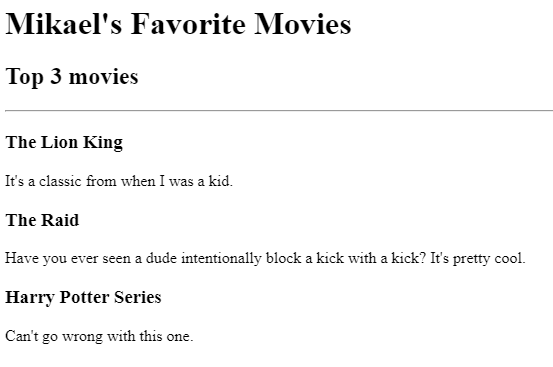 Mikael's Favorite Movies
Top 3 movies
The Lion King
It's a classic from when I was a kid.
The Raid
Have you ever seen a dude intentionally block a kick with a kick? It's pretty cool.
Harry Potter Series
Can't go wrong with this one.